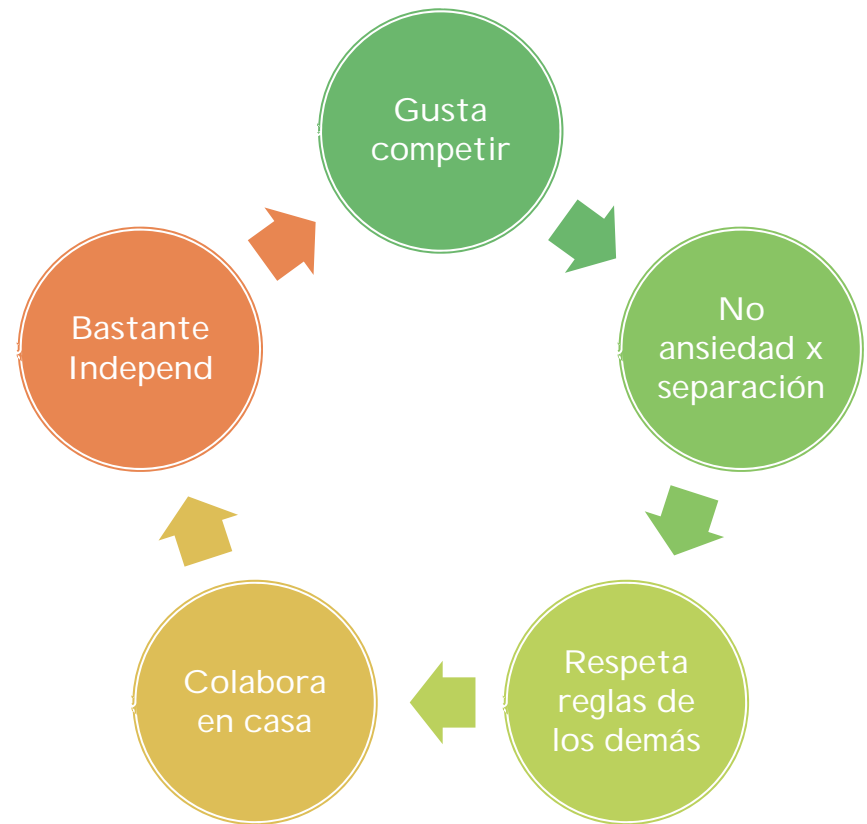 Gusta
competir
No
ansiedad x
separación
Respeta
reglas de
los demás
Colabora
en casa
Bastante
Independ